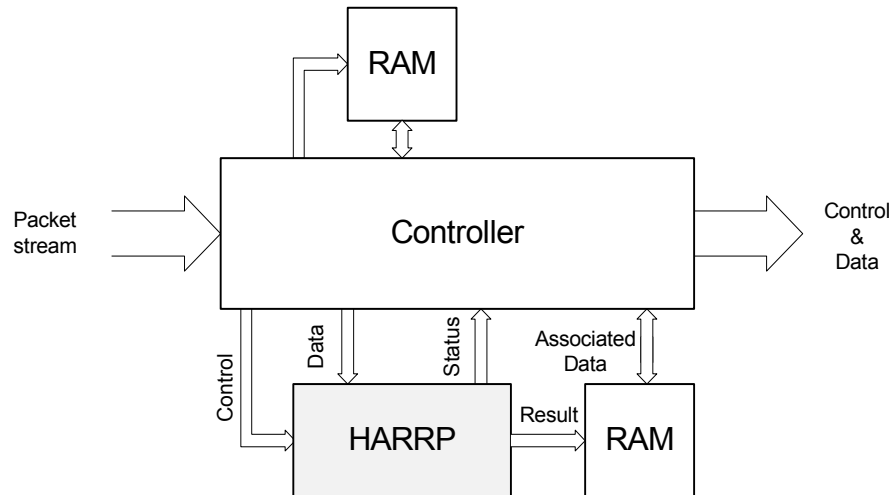 RAM
Packet
stream
Controller
Control
&
Data
Control
Data
Status
Associated
Data
HARRP
Result
RAM